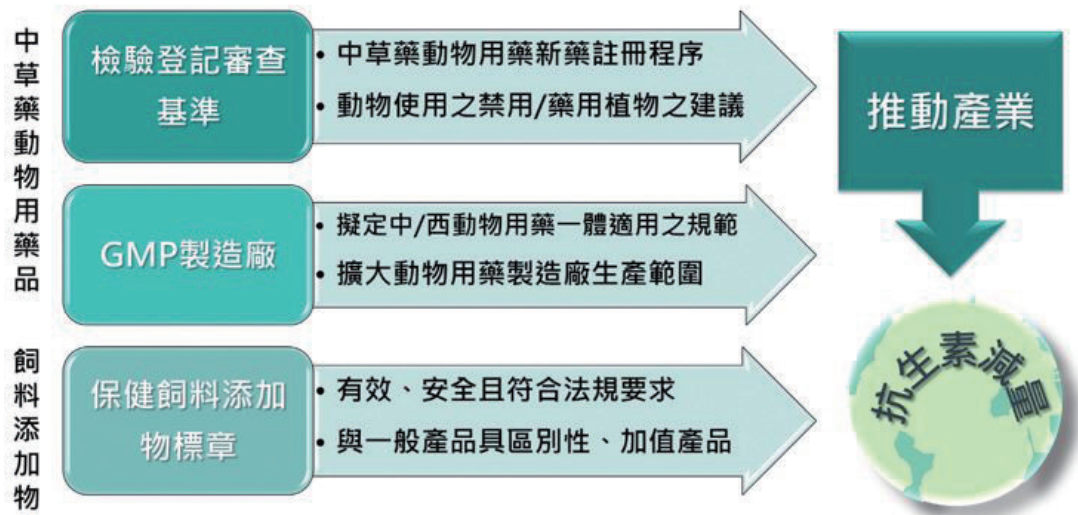 中草藥動物用藥品
檢驗登記審查
基準
• 中草藥動物用藥新藥註冊程序
• 動物使用之禁用/藥用植物之建議
GMP製造廠
• 擬定中/西動物用藥一體適用之規範
• 擴大動物用藥製造廠生產範圍
飼料添加物
保健飼料添加
物標章
• 有效、安全且符合法規要求
• 與一般產品具區別性、加值產品
推動產業
抗生素減量